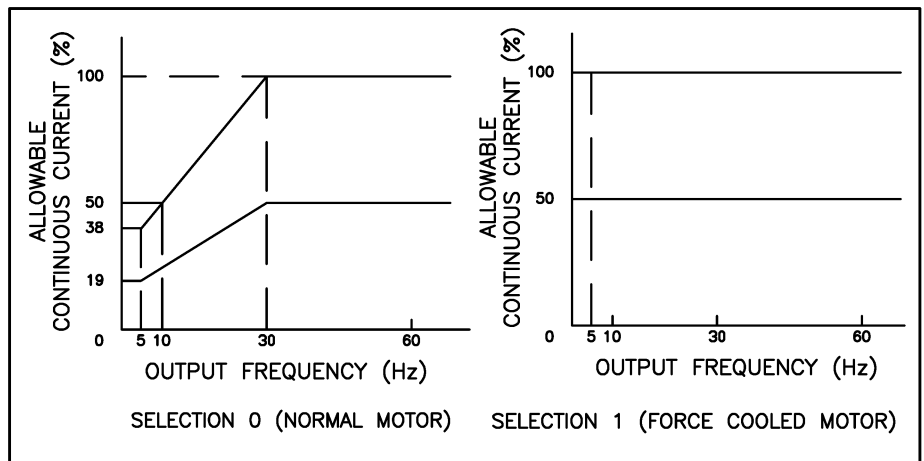 ALLOWABLE
CONTINUOUS CURRENT (%)
100
50
38
19
0
5 10 30 60
OUTPUT FREQUENCY (Hz)
SELECTION 0 (NORMAL MOTOR)
ALLOWABLE
CONTINUOUS CURRENT (%)
100
50
0
5 10 30 60
OUTPUT FREQUENCY (Hz)
SELECTION 1 (FORCE COOLED MOTOR)